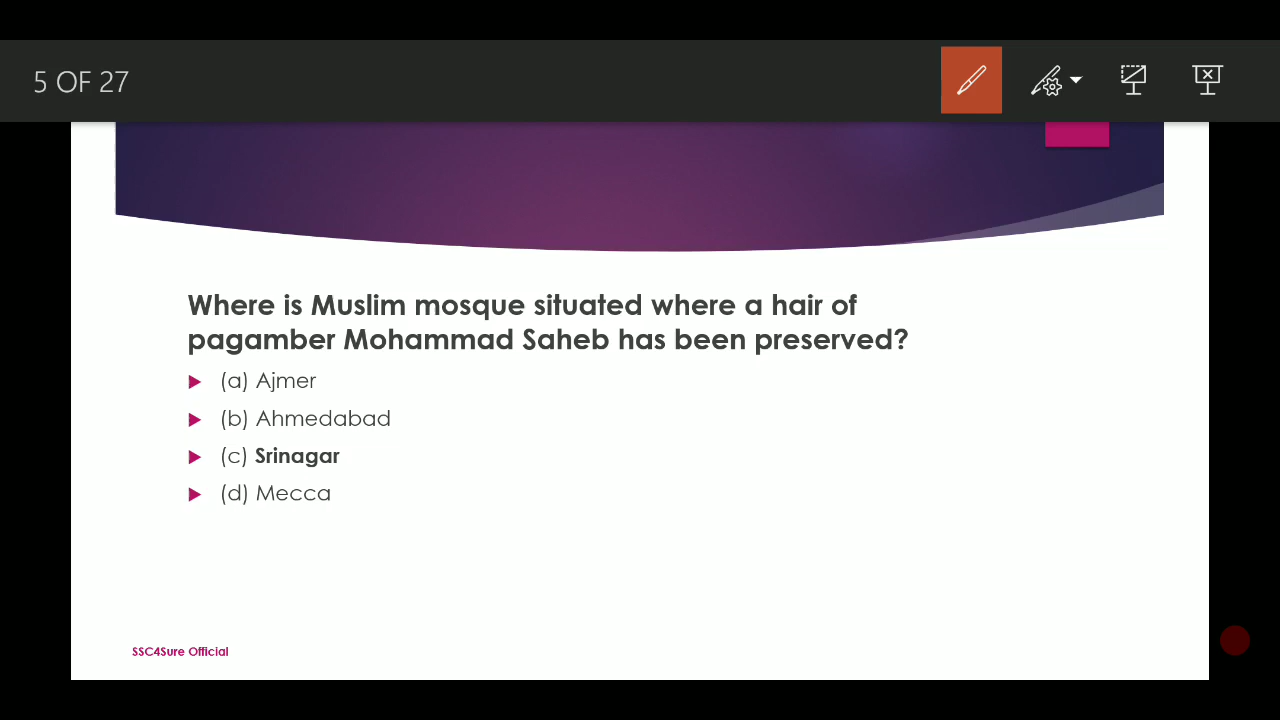 5 OF 27
Where is Muslim mosque situated where a hair of
pagamber Mohammad Saheb has been preserved?
(a) Ajmer
(b) Ahmedabad
(c) Srinagar
(d) Mecca
SSC4Sure Official